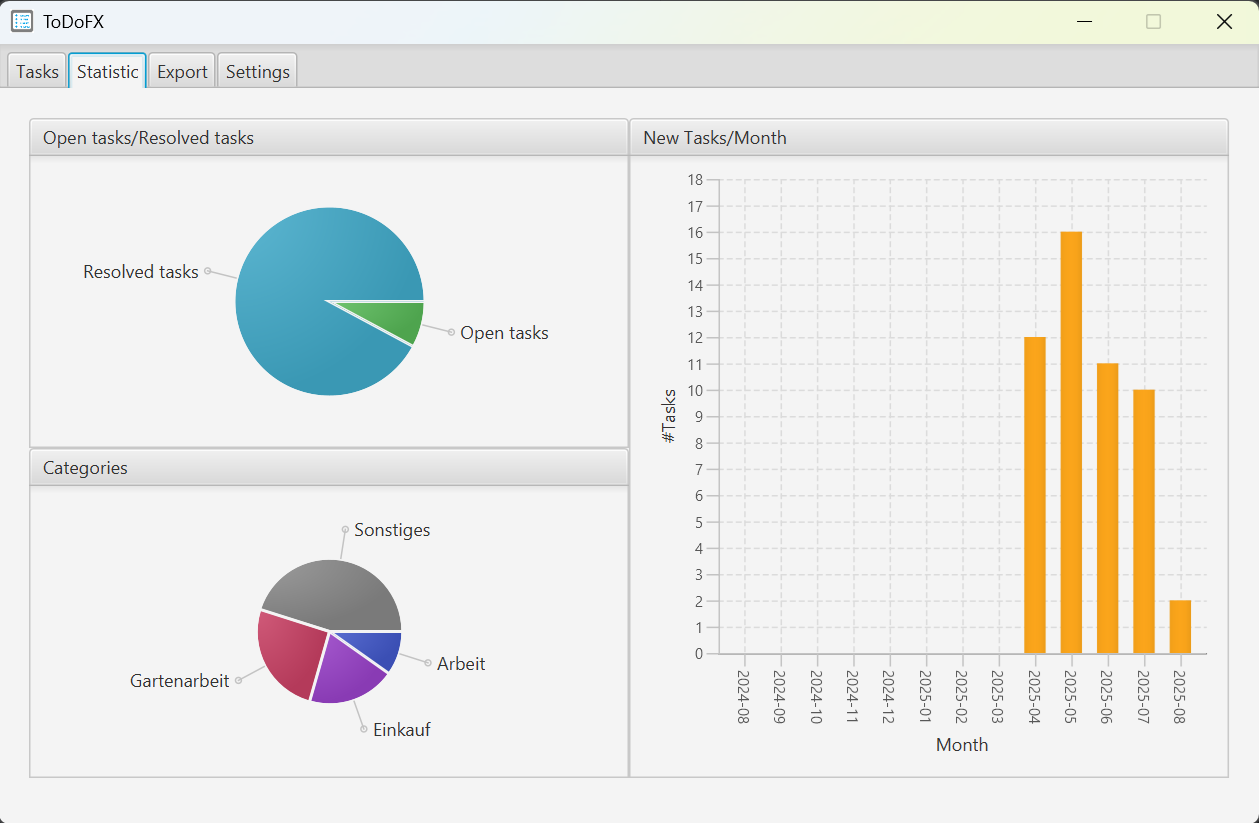 ToDoFX
Tasks
Statistic
Export
Settings
Open tasks/Resolved tasks
Resolved tasks
Open tasks
Categories
Sonstiges
Arbeit
Gartenarbeit
Einkauf
New Tasks/Month
18
17
16
15
14
13
12
11
10
9
8
7
6
5
4
3
2
1
0
#Tasks
2024-08
2024-09
2024-10
2024-11
2024-12
2025-01
2025-02
2025-03
2025-04
2025-05
2025-06
2025-07
2025-08
Month